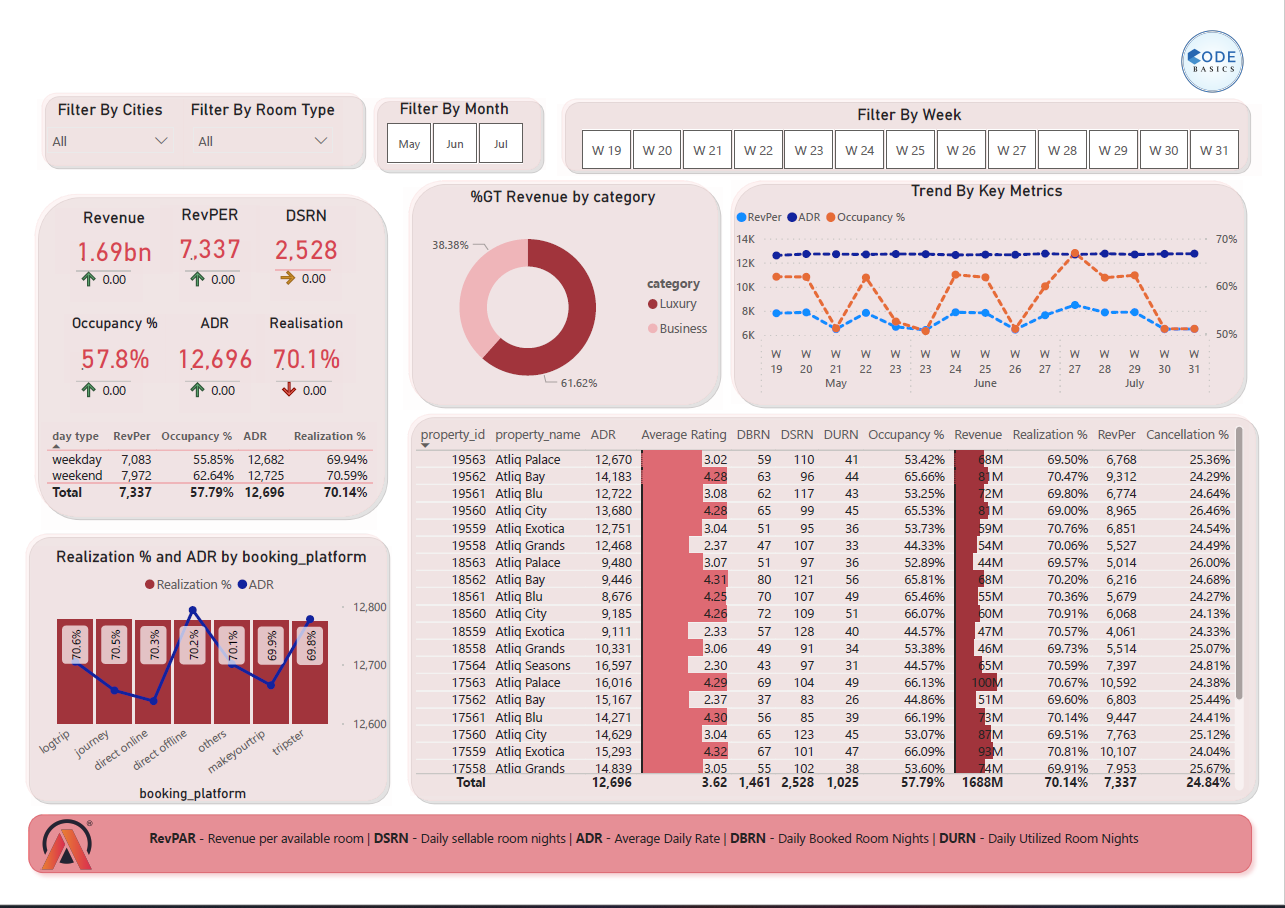 CODE
BASICS
Filter By Cities
All
Filter By Room Type
All
Filter By Month
May Jun Jul
Filter By Week
W 19 W 20 W 21 W 22 W 23 W 24 W 25 W 26 W 27 W 28 W 29 W 30 W 31
Revenue RevPER DSRN
1.69bn 7,337 2,528
0.00 0.00 0.00
Occupancy % ADR Realisation
57.8% 12,696 70.1%
0.00 0.00 0.00
day type RevPer Occupancy % ADR Realization %
weekday 7,083 55.85% 12,682 69.94%
weekend 7,972 62.64% 12,725 70.59%
Total 7,337 57.79% 12,696 70.14%
%GT Revenue by category
38.38%
61.62%
category
Luxury
Business
Trend By Key Metrics
RevPer ADR Occupancy %
14K 70%
12K
10K 60%
8K
6K 50%
W W W W W W W W W W W W W W W
19 20 21 22 23 23 24 25 26 27 27 28 29 30 31
May June July
Realization % and ADR by booking_platform
Realization % ADR
12,800
12,700
12,600
70.6% 70.5% 70.3% 70.2% 70.1% 69.9% 69.8%
logtrip journey direct online direct offline others makeyourtrip tripster
booking_platform
property_id property_name ADR Average Rating DBRN DSRN DURN Occupancy % Revenue Realization % RevPer Cancellation %
19563 Atliq Palace 12,670 3.02 59 110 41 53.42% 68M 69.50% 6,768 25.36%
19562 Atliq Bay 14,183 4.28 63 96 44 65.66% 81M 70.47% 9,312 24.29%
19561 Atliq Blu 12,722 3.08 62 117 43 53.25% 72M 69.80% 6,774 24.64%
19560 Atliq City 13,680 4.28 65 99 45 65.53% 81M 69.00% 8,965 26.46%
19559 Atliq Exotica 12,751 3.04 51 95 36 53.73% 59M 70.76% 6,851 24.54%
19558 Atliq Grands 12,468 2.37 47 107 33 44.33% 54M 70.06% 5,527 24.49%
18563 Atliq Palace 9,480 3.07 51 97 36 52.89% 44M 69.57% 5,014 26.00%
18562 Atliq Bay 9,446 4.31 80 121 56 65.81% 68M 70.20% 6,216 24.68%
18561 Atliq Blu 8,676 4.25 70 107 49 65.46% 55M 70.36% 5,679 24.27%
18560 Atliq City 9,185 4.26 72 109 51 66.07% 60M 70.91% 6,068 24.13%
18559 Atliq Exotica 9,111 2.33 57 128 40 44.57% 47M 70.57% 4,061 24.33%
18558 Atliq Grands 10,331 3.06 49 91 34 53.38% 46M 69.73% 5,514 25.07%
17564 Atliq Seasons 16,597 2.30 43 97 31 44.57% 65M 70.59% 7,397 24.81%
17563 Atliq Palace 16,016 4.29 69 104 49 66.13% 100M 70.67% 10,592 24.38%
17562 Atliq Bay 15,167 2.37 37 83 26 44.86% 51M 69.60% 6,803 25.44%
17561 Atliq Blu 14,271 4.30 56 85 39 66.19% 73M 70.14% 9,447 24.41%
17560 Atliq City 14,629 3.04 65 123 45 53.07% 87M 69.51% 7,763 25.12%
17559 Atliq Exotica 15,293 4.32 67 101 47 66.09% 93M 70.81% 10,107 24.04%
17558 Atliq Grands 14,839 3.05 55 102 38 53.60% 74M 69.91% 7,953 25.67%
Total 12,696 3.62 1,461 2,528 1,025 57.79% 1688M 70.14% 7,337 24.84%
RevPAR - Revenue per available room | DSRN - Daily sellable room nights | ADR - Average Daily Rate | DBRN - Daily Booked Room Nights | DURN - Daily Utilized Room Nights